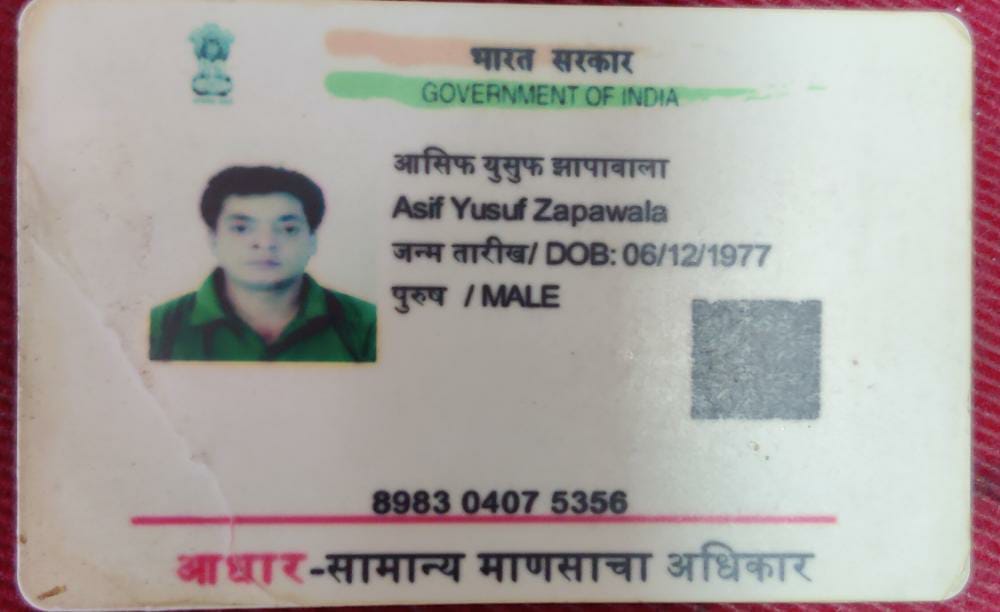 भारत सरकार
GOVERNMENT OF INDIA
आसिफ युसुफ झापावाला
Asif Yusuf Zapawala
जन्म तारीख/ DOB: 06/12/1977
पुरुष / MALE
8983 0407 5356
आधार-सामान्य माणसाचा अधिकार